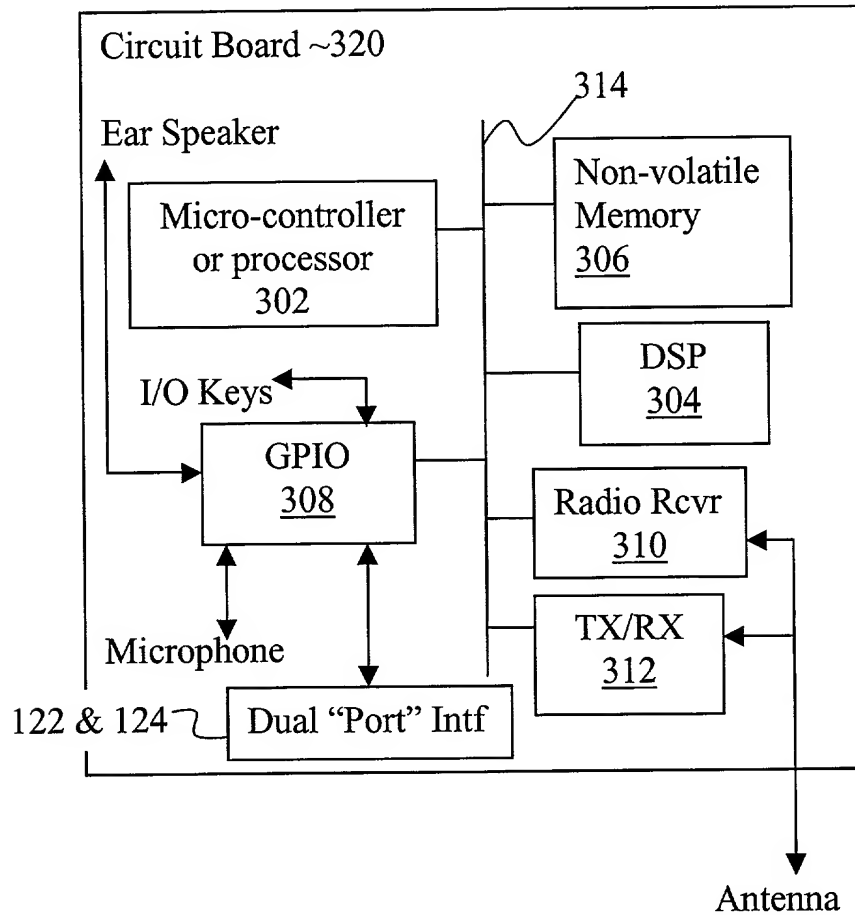 Circuit Board ~320
314
Ear Speaker
Non-volatile
Memory
306
Micro-controller
or processor
302
DSP
304
I/O Keys
GPIO
308
Radio Rcvr
310
TX/RX
312
Microphone
122 & 124
Dual “Port” Intf
Antenna